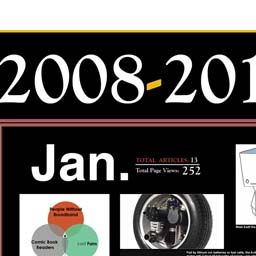 2008-201
Jan.
TOTAL ARTICLES: 13
Total Page Views: 252
People Without
Broadband
Comic Book
Readers
Lost Fans